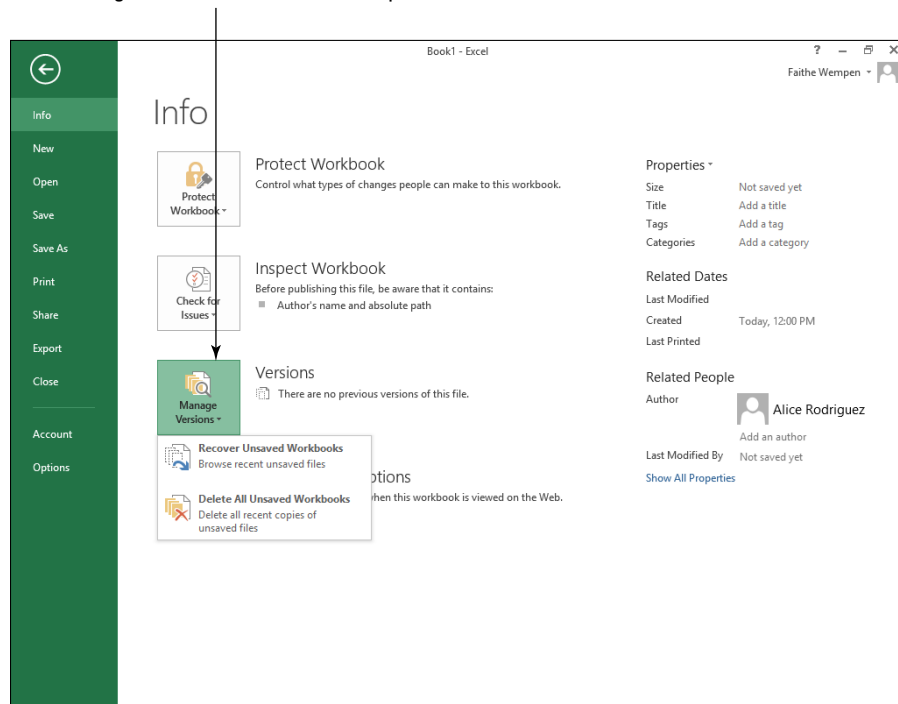 Book1 - Excel
?
Faithe Wempen
Info
New
Open
Save
Save As
Print
Share
Export
Close
Account
Options
Info
Protect Workbook
Protect Workbook
Control what types of changes people can make to this workbook.
Check for Issues
Inspect Workbook
Before publishing this file, be aware that it contains:
Author's name and absolute path
Manage Versions
Versions
There are no previous versions of this file.
Recover Unsaved Workbooks
Browse recent unsaved files
Delete All Unsaved Workbooks
Delete all recent copies of
unsaved files
when this workbook is viewed on the Web.
Properties
Size Not saved yet
Title Add a title
Tags Add a tag
Categories Add a category
Related Dates
Last Modified
Created Today, 12:00 PM
Last Printed
Related People
Author Alice Rodriguez
Add an author
Last Modified By Not saved yet
Show All Properties